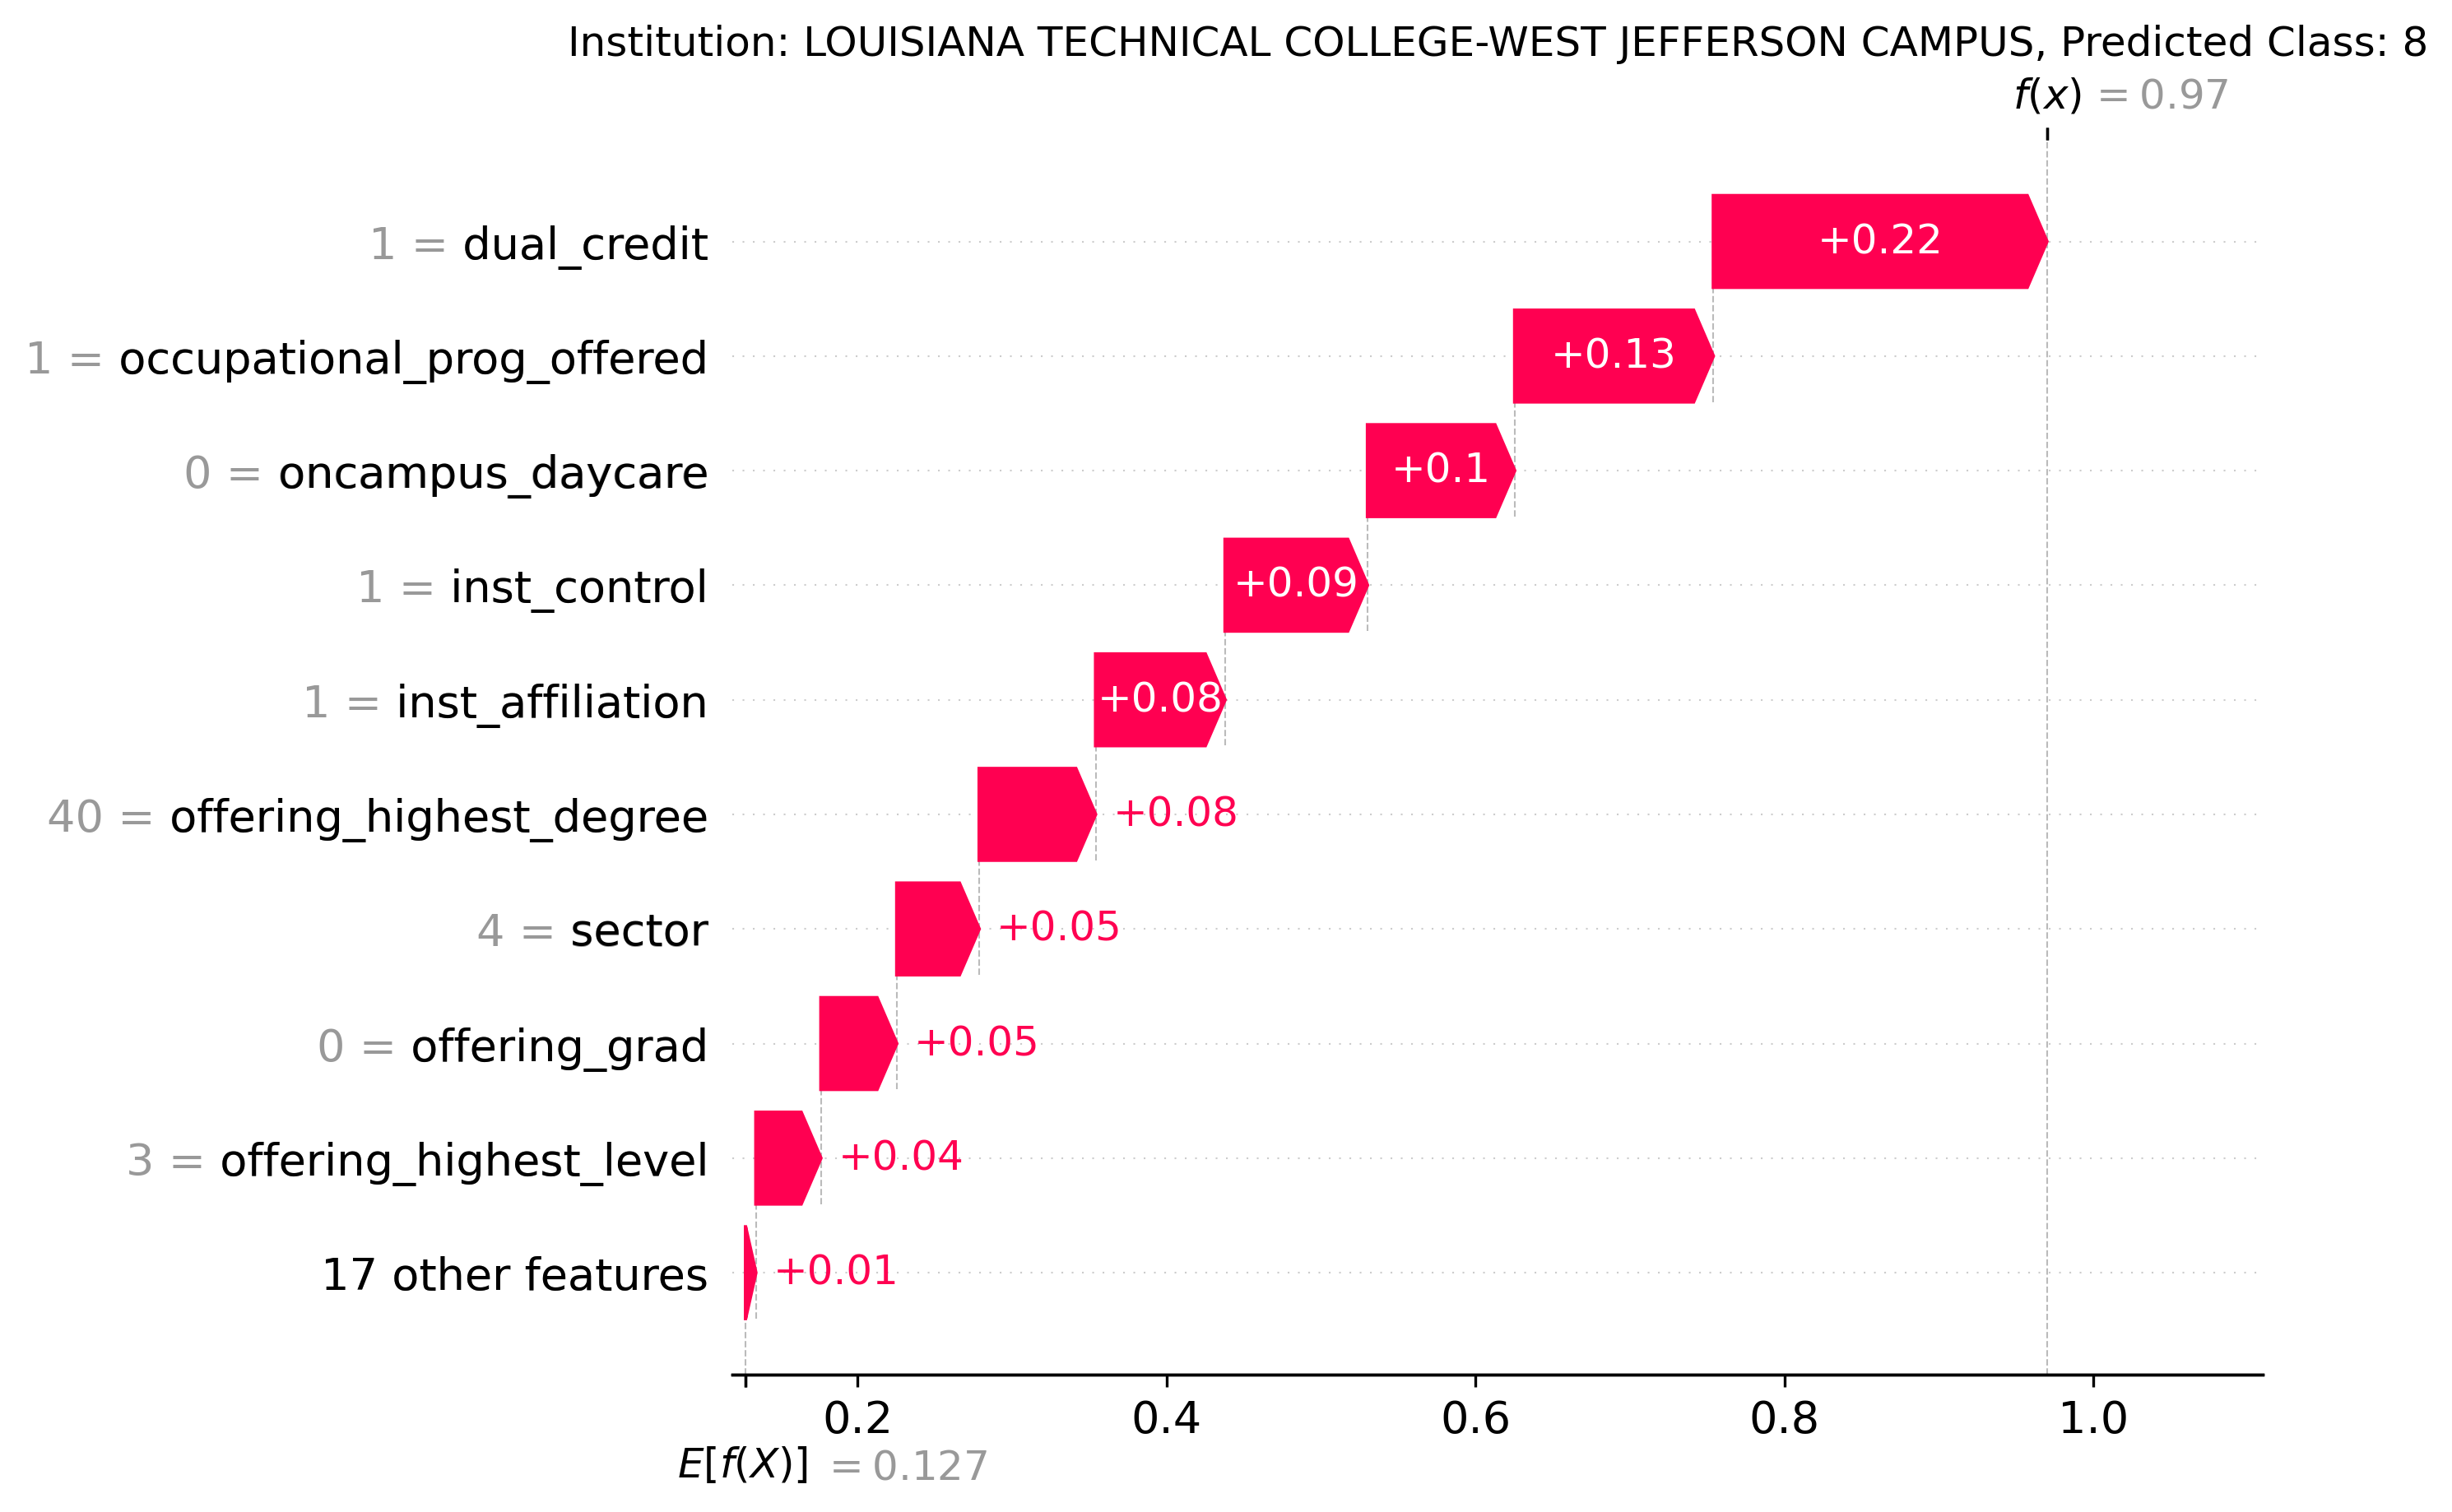 Institution: LOUISIANA TECHNICAL COLLEGE-WEST JEFFERSON CAMPUS, Predicted Class: 8
f(x) = 0.97
1 = dual_credit +0.22
1 = occupational_prog_offered +0.13
0 = oncampus_daycare +0.1
1 = inst_control +0.09
1 = inst_affiliation +0.08
40 = offering_highest_degree +0.08
4 = sector +0.05
0 = offering_grad +0.05
3 = offering_highest_level +0.04
17 other features +0.01
0.2 0.4 0.6 0.8 1.0
E[f(X)] = 0.127